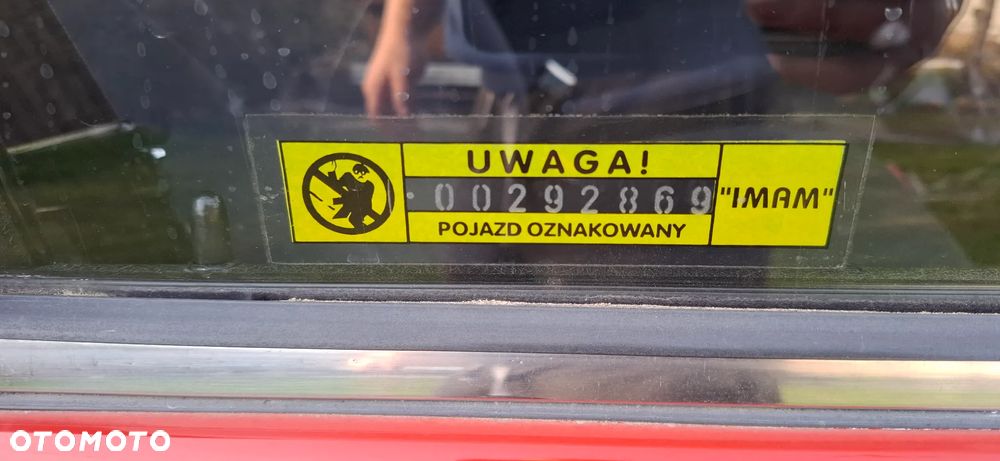 UWAGA!
00292869
"IMAM"
POJAZD OZNAKOWANY
OTOMOTO